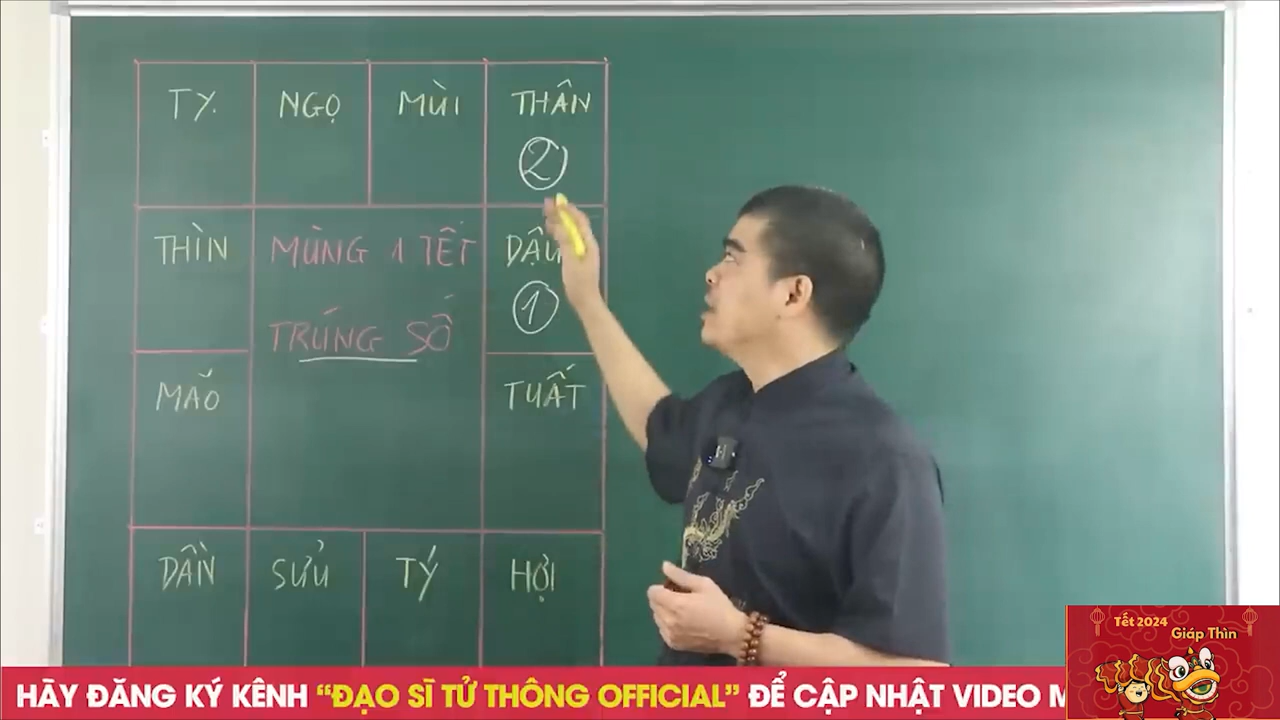 TỴ NGỌ MÙI THÂN
②
THÌN MÙNG 1 TẾT DẬU
TRÚNG SỐ ①
MÃO TUẤT
DẦN SỬU TÝ HỢI
Tết 2024
Giáp Thìn
HÃY ĐĂNG KÝ KÊNH “ĐẠO SĨ TỬ THÔNG OFFICIAL” ĐỂ CẬP NHẬT VIDEO M